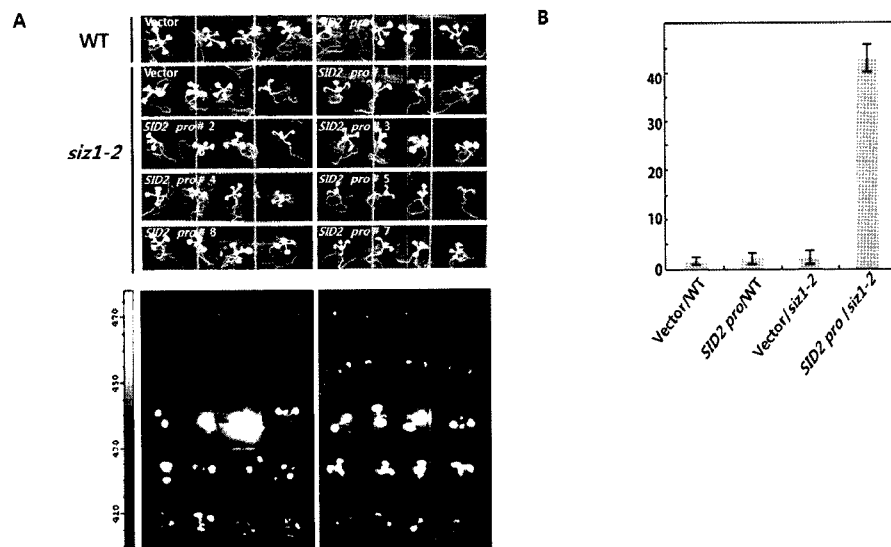 A
WT
Vector
SID2 pro
siz1-2
Vector
SID2 pro # 1
SID2 pro # 2
SID2 pro # 3
SID2 pro # 4
SID2 pro # 5
SID2 pro # 8
SID2 pro # 7
B
40
30
20
10
0
Vector/WT
SID2 pro/WT
Vector/siz1-2
SID2 pro/siz1-2